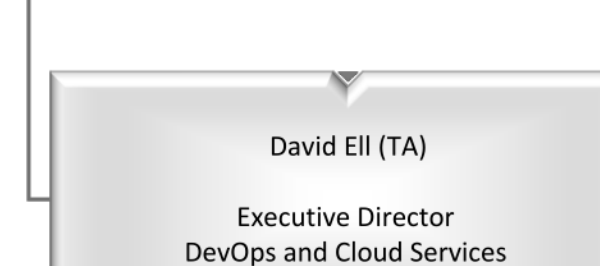 David Ell (TA)
Executive Director
DevOps and Cloud Services